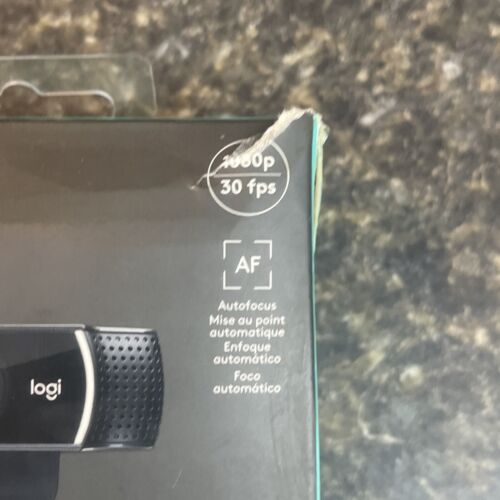 1080p
30 fps
AF
Autofocus
Mise au point
automatique
Enfoque
automático
Foco
automático
logi